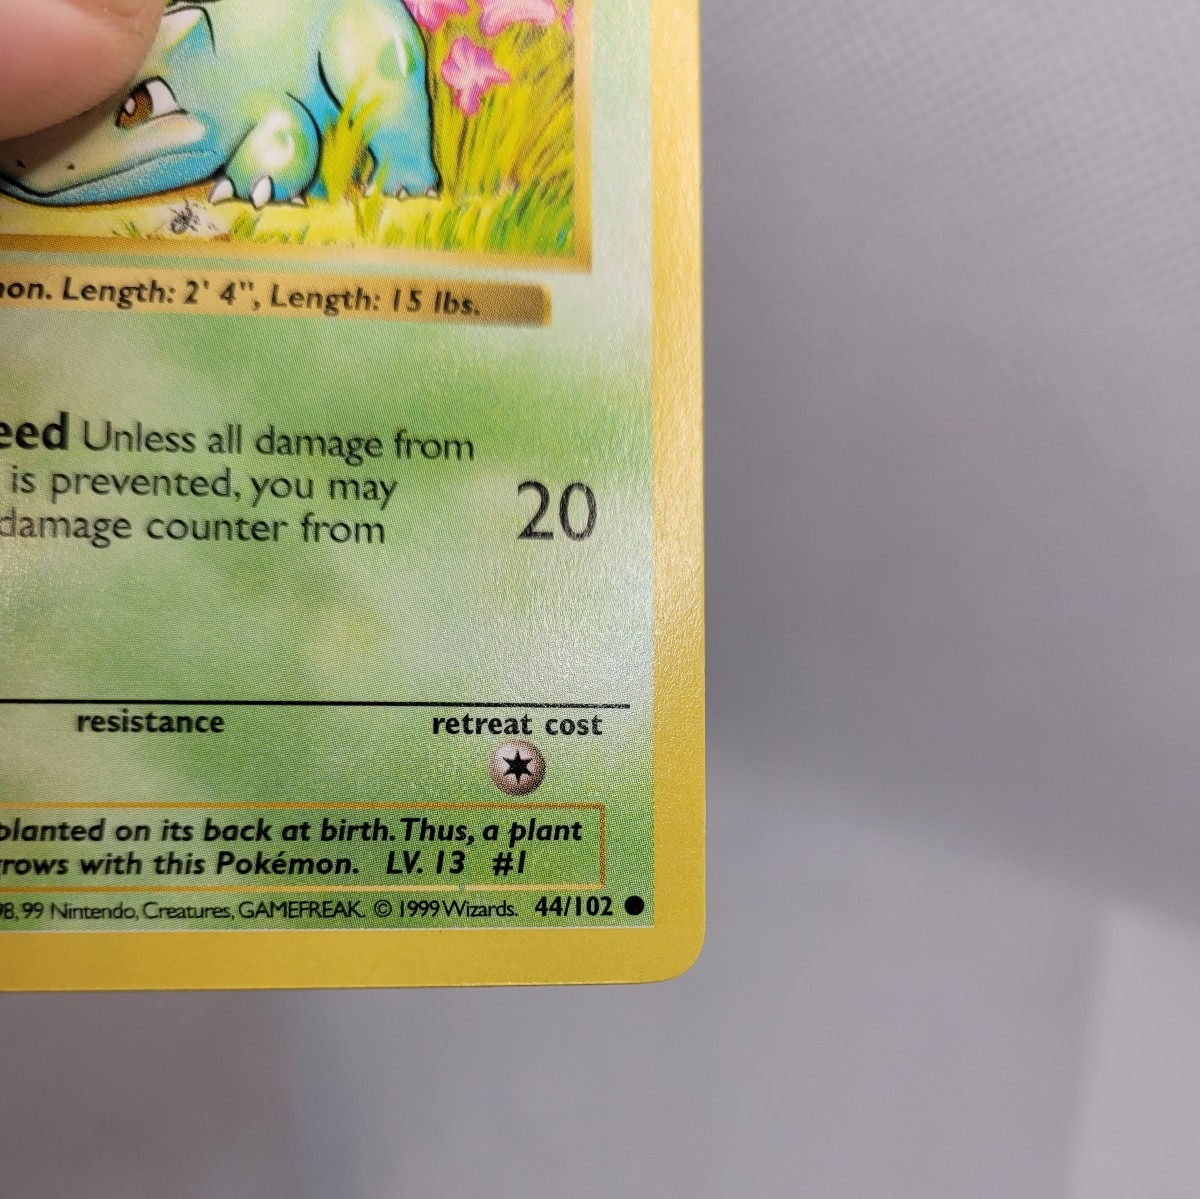 on. Length: 2' 4", Length: 15 lbs.
eed Unless all damage from
is prevented, you may
damage counter from
20
resistance
retreat cost
planted on its back at birth. Thus, a plant
rows with this Pokémon. LV. 13 #1
98, 99 Nintendo, Creatures, GAMEFREAK. © 1999 Wizards. 44/102